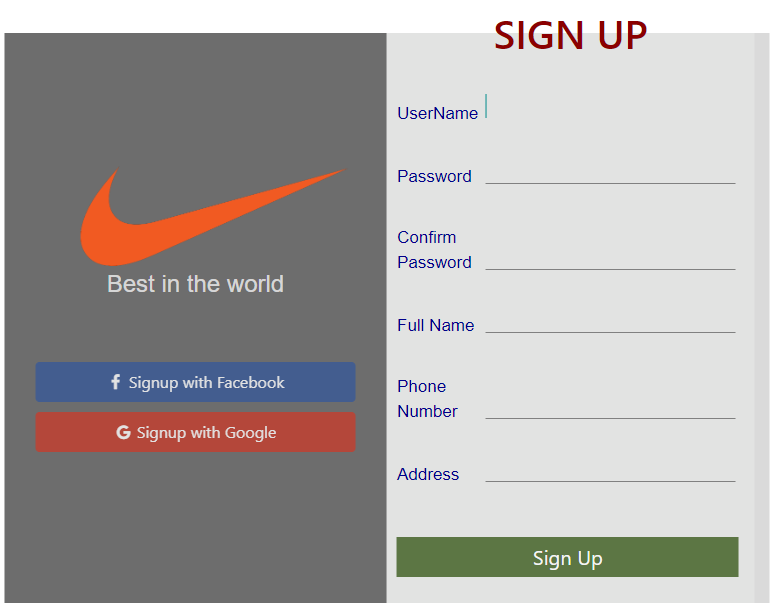 SIGN UP
Best in the world
Signup with Facebook
Signup with Google
UserName
Password
Confirm
Password
Full Name
Phone
Number
Address
Sign Up